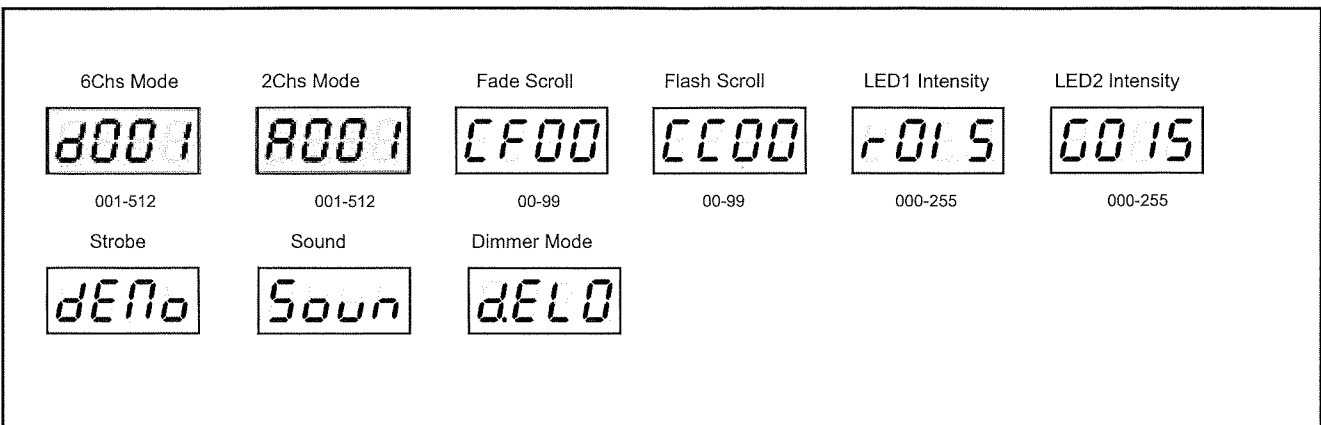 6Chs Mode 2Chs Mode Fade Scroll Flash Scroll LED1 Intensity LED2 Intensity
d001 A001 CF00 CC00 r015 G015
001-512 001-512 00-99 00-99 000-255 000-255
Strobe Sound Dimmer Mode
dEMo Soun d.EL0